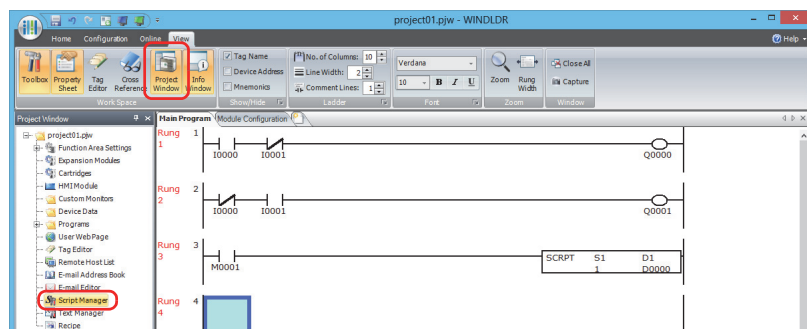 project01.pjw - WINDLDR
Home Configuration Online View Help
Tag Name No. of Columns: 10 Verdana Close All
Device Address Line Width: 2
Mnemonics Comment Lines: 1 10 B I U Capture
Toolbox Property Sheet Tag Editor Cross Reference Project Window Info Window Zoom Rung Width
Work Space Show/Hide Ladder Font Zoom Window
Project Window Main Program Module Configuration
project01.pjw
Function Area Settings
Expansion Modules
Cartridges
HMI Module
Custom Monitors
Device Data
Programs
User Web Page
Tag Editor
Remote Host List
E-mail Address Book
E-mail Editor
Script Manager
Text Manager
Recipe
Rung 1
1
I0000 I0001 Q0000
Rung 2
2
I0000 I0001 Q0001
Rung 3
3
SCRPT S1 D1
M0001 1 D0000
Rung 4
4